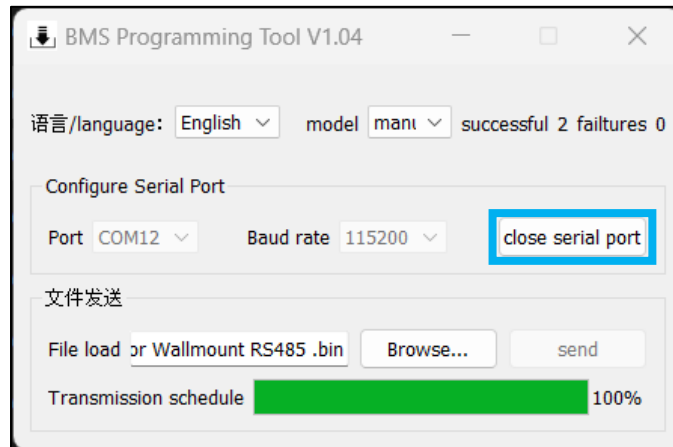 BMS Programming Tool V1.04
语言/language: English model manu successful 2 failtures 0
Configure Serial Port
Port COM12 Baud rate 115200 close serial port
文件发送
File load or Wallmount RS485 .bin Browse... send
Transmission schedule 100%